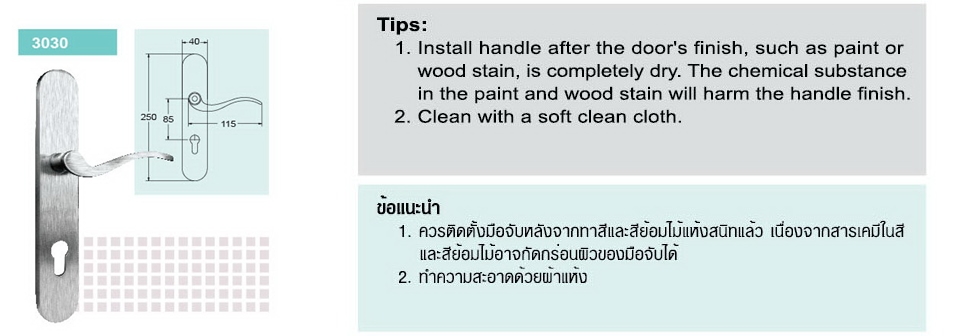 3030
40
250
85
115
Tips:
1. Install handle after the door's finish, such as paint or
wood stain, is completely dry. The chemical substance
in the paint and wood stain will harm the handle finish.
2. Clean with a soft clean cloth.
ข้อแนะนำ
1. ควรติดตั้งมือจับหลังจากทาสีและสีย้อมไม้แห้งสนิทแล้ว เนื่องจากสารเคมีในสี
และสีย้อมไม้อาจกัดกร่อนผิวของมือจับได้
2. ทำความสะอาดด้วยผ้าแห้ง